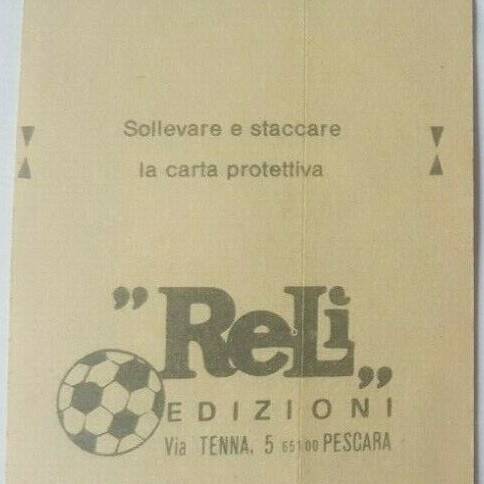 Sollevare e staccare
la carta protettiva
"ReLi„
EDIZIONI
Via TENNA, 5 65100 PESCARA